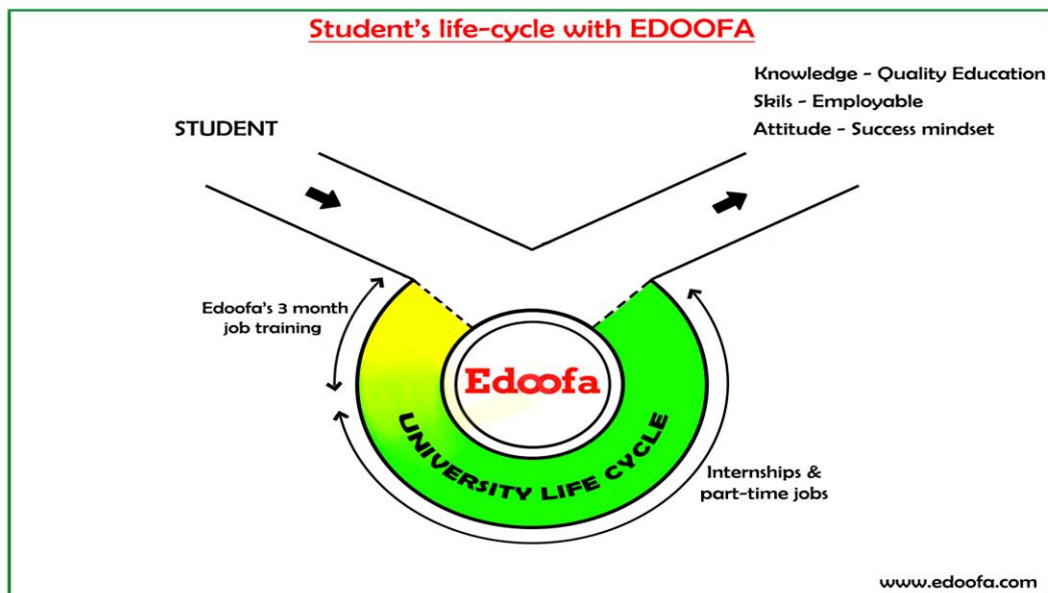 Student's life-cycle with EDOOFA
STUDENT
Knowledge - Quality Education
Skils - Employable
Attitude - Success mindset
Edoofa's 3 month
job training
Edoofa
UNIVERSITY LIFE CYCLE
Internships &
part-time jobs
www.edoofa.com